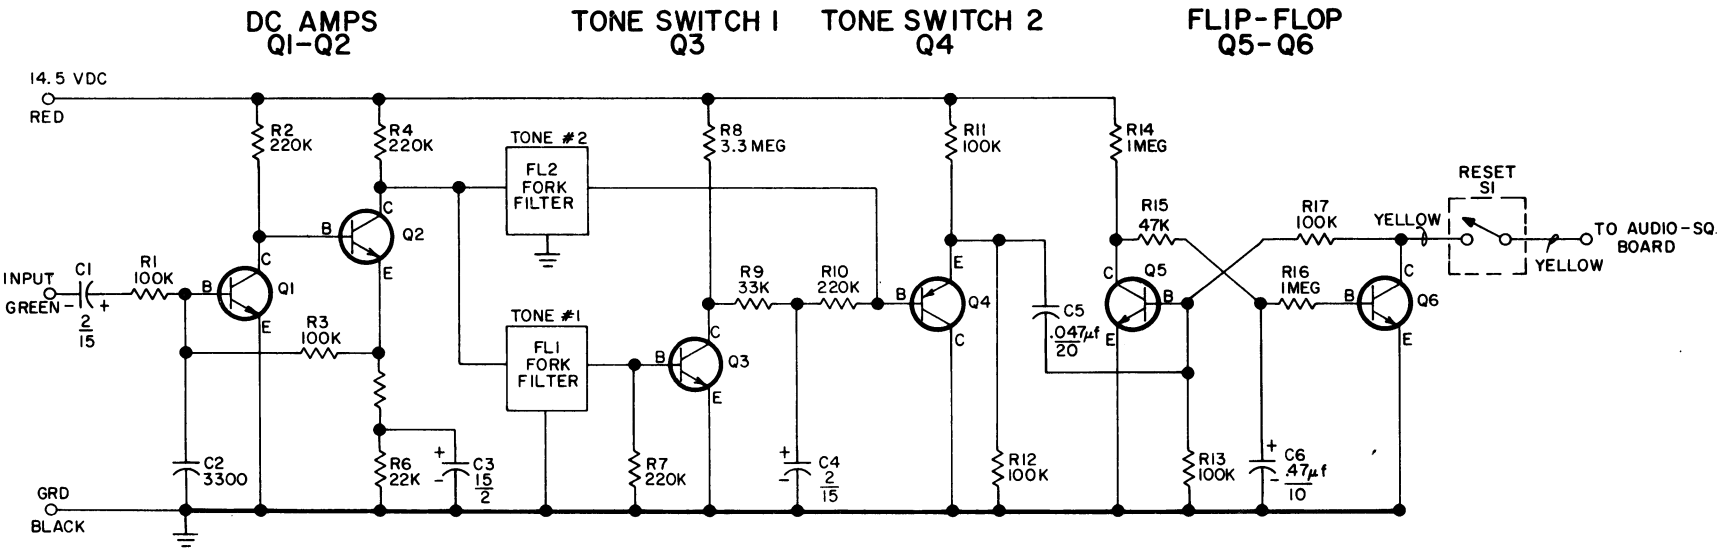 DC AMPS
Q1-Q2
TONE SWITCH 1
Q3
TONE SWITCH 2
Q4
FLIP-FLOP
Q5-Q6
14.5 VDC
RED
R2
220K
R4
220K
TONE #2
FL2
FORK
FILTER
R8
3.3 MEG
R11
100K
R14
1MEG
RESET
S1
R15
47K
R17
100K
YELLOW
TO AUDIO-SQ.
BOARD
YELLOW
C
B
Q2
E
INPUT
GREEN
C1
- +
2
15
R1
100K
B
C
Q1
E
R3
100K
R9
33K
R10
220K
B
E
Q4
C
C5
.047µf
20
C
Q5
B
E
R16
1MEG
B
C
Q6
E
TONE #1
FL1
FORK
FILTER
B
C
Q3
E
C2
3300
R6
22K
+
-
C3
15
2
R7
220K
+
-
C4
2
15
R12
100K
R13
100K
+
-
C6
.47µf
10
GRD
BLACK